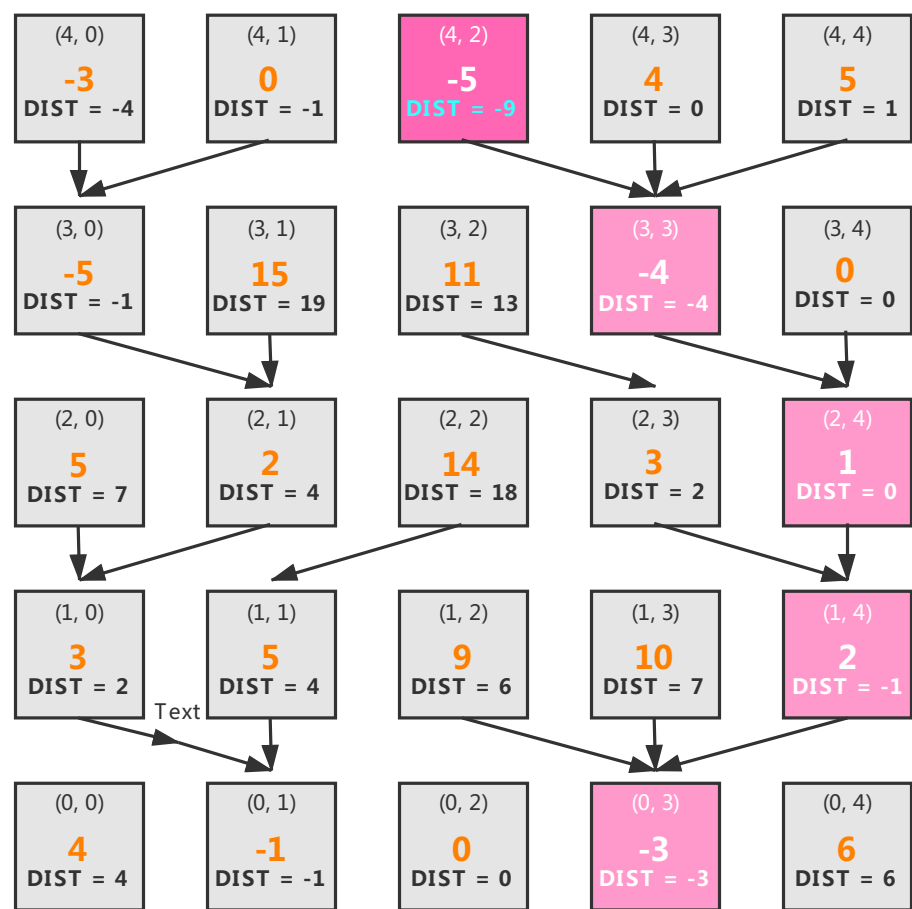 (4, 0) (4, 1) (4, 2) (4, 3) (4, 4)
-3 0 -5 4 5
DIST = -4 DIST = -1 DIST = -9 DIST = 0 DIST = 1
(3, 0) (3, 1) (3, 2) (3, 3) (3, 4)
-5 15 11 -4 0
DIST = -1 DIST = 19 DIST = 13 DIST = -4 DIST = 0
(2, 0) (2, 1) (2, 2) (2, 3) (2, 4)
5 2 14 3 1
DIST = 7 DIST = 4 DIST = 18 DIST = 2 DIST = 0
(1, 0) (1, 1) (1, 2) (1, 3) (1, 4)
3 5 9 10 2
DIST = 2 DIST = 4 DIST = 6 DIST = 7 DIST = -1
Text
(0, 0) (0, 1) (0, 2) (0, 3) (0, 4)
4 -1 0 -3 6
DIST = 4 DIST = -1 DIST = 0 DIST = -3 DIST = 6